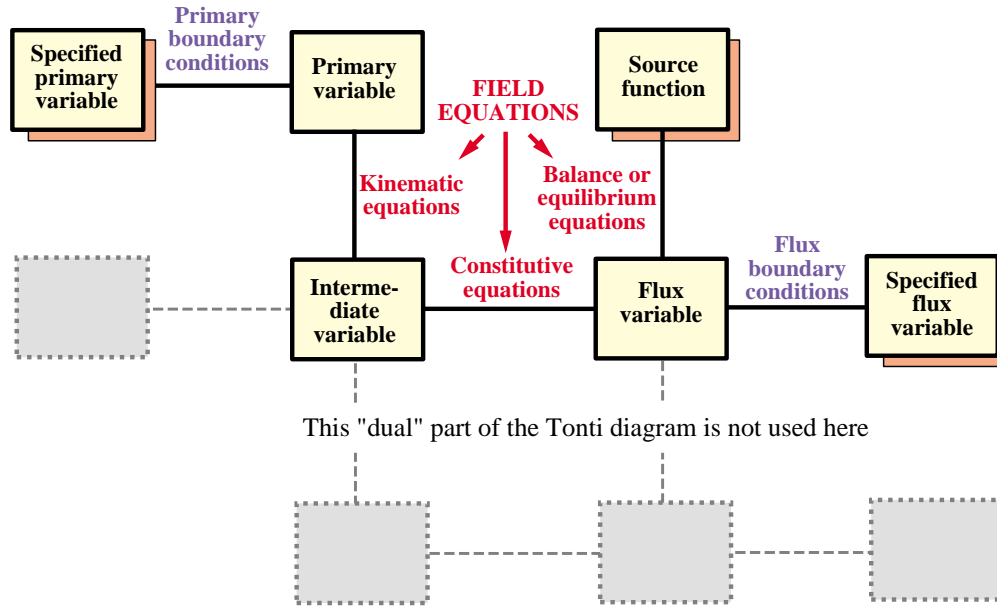 Primary
boundary
conditions
Specified
primary
variable
Primary
variable
FIELD
EQUATIONS
Source
function
Kinematic
equations
Balance or
equilibrium
equations
Constitutive
equations
Flux
boundary
conditions
Interme-
diate
variable
Flux
variable
Specified
flux
variable
This "dual" part of the Tonti diagram is not used here